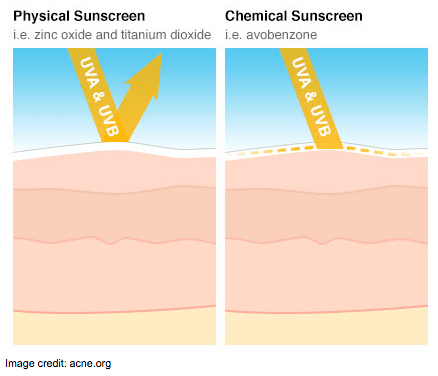 Physical Sunscreen
i.e. zinc oxide and titanium dioxide
UVA & UVB
Chemical Sunscreen
i.e. avobenzone
UVA & UVB
Image credit: acne.org